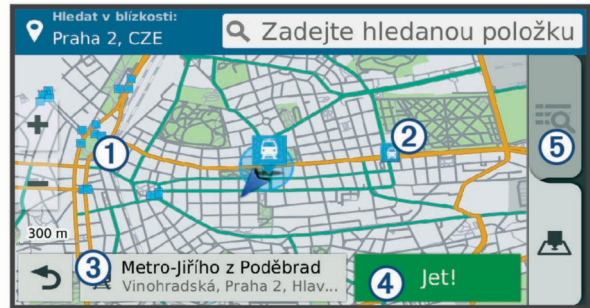 Hledat v blízkosti:
Praha 2, CZE
Zadejte hledanou položku
1
2
5
300 m
3
Metro-Jiřího z Poděbrad
Vinohradská, Praha 2, Hlav...
4
Jet!